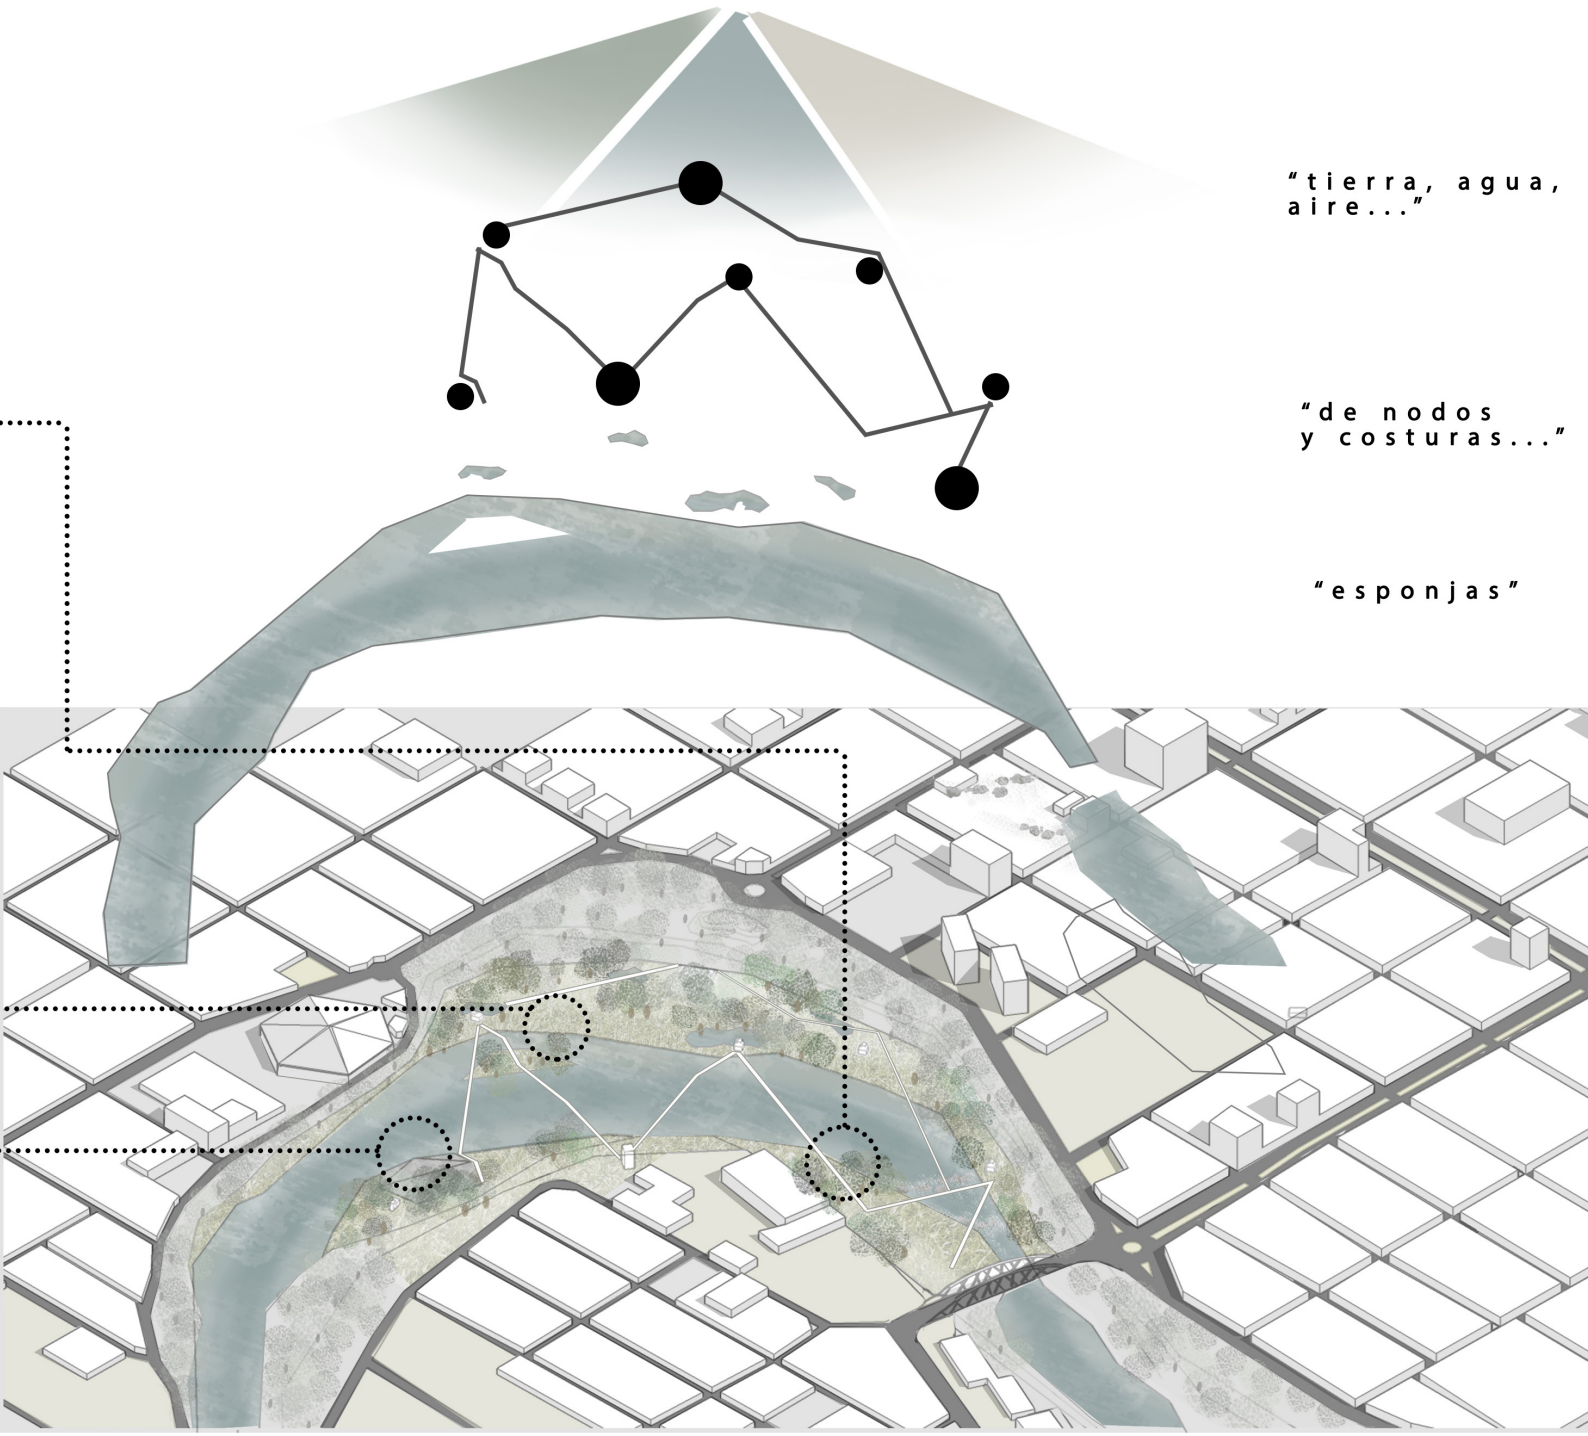 “tierra, agua,
aire...”
“de nodos
y costuras...”
“esponjas”